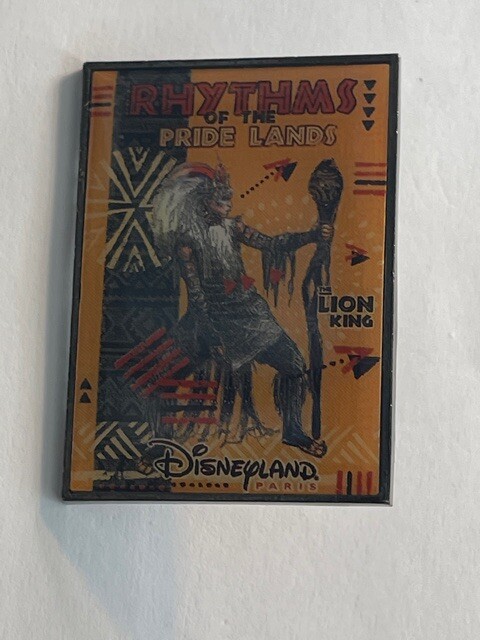 RHYTHMS
OF THE
PRIDE LANDS
THE
LION
KING
DISNEYLAND
PARIS